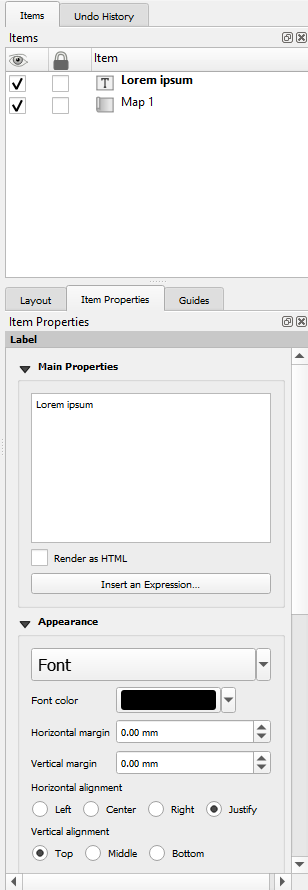 Items Undo History
Items
Item
T Lorem ipsum
Map 1
Layout Item Properties Guides
Item Properties
Label
Main Properties
Lorem ipsum
Render as HTML
Insert an Expression...
Appearance
Font
Font color
Horizontal margin 0.00 mm
Vertical margin 0.00 mm
Horizontal alignment
Left Center Right Justify
Vertical alignment
Top Middle Bottom